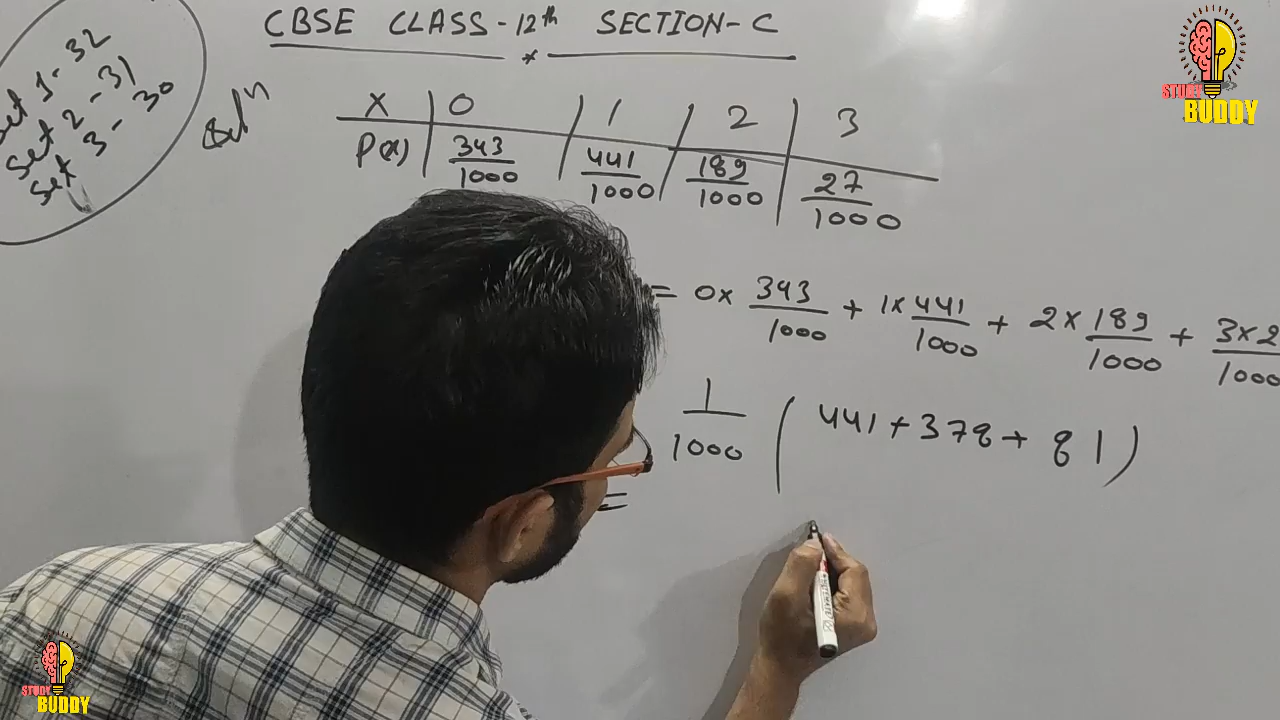 CBSE CLASS-12th SECTION-C
Set 1-32
Set 2-31
Set 3-30
Solⁿ
X 0 1 2 3
P(x) 343/1000 441/1000 189/1000 27/1000
= 0× 343/1000 + 1× 441/1000 + 2× 189/1000 + 3×2/1000
1/1000 ( 441+378+ 81 )
=
STUDY
BUDDY
STUDY
BUDDY